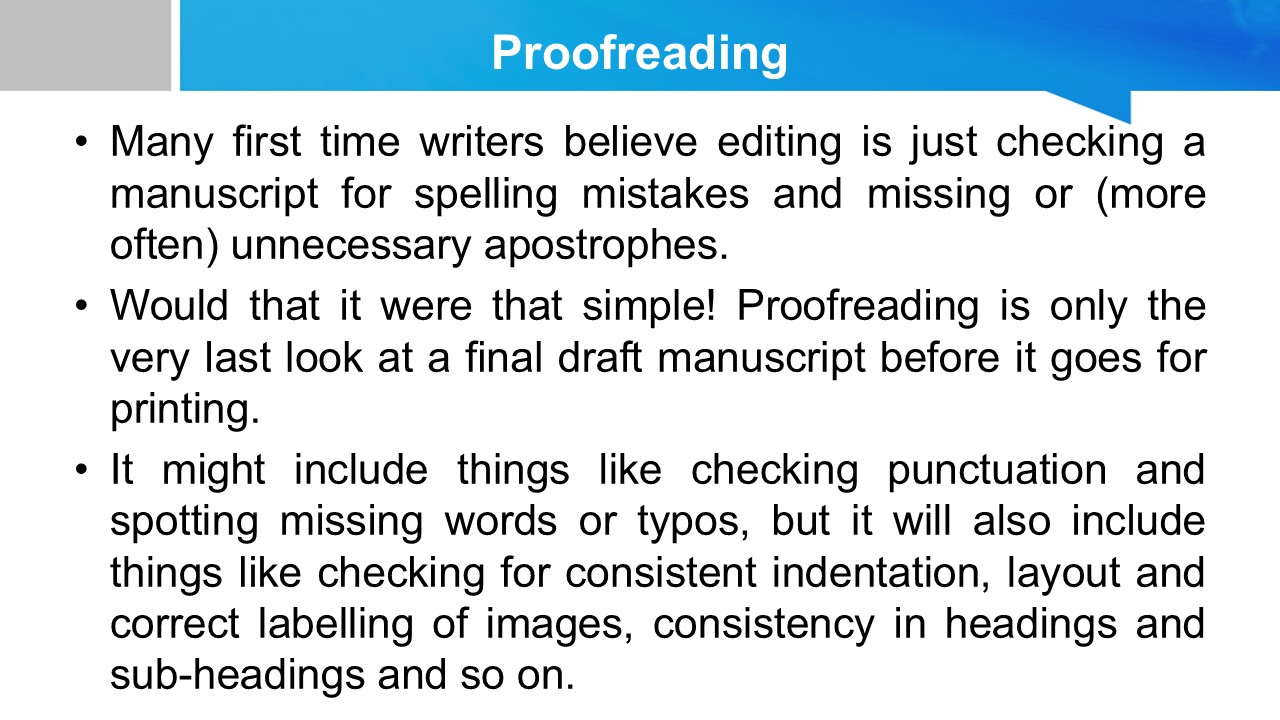 Proofreading
• Many first time writers believe editing is just checking a
manuscript for spelling mistakes and missing or (more
often) unnecessary apostrophes.
• Would that it were that simple! Proofreading is only the
very last look at a final draft manuscript before it goes for
printing.
• It might include things like checking punctuation and
spotting missing words or typos, but it will also include
things like checking for consistent indentation, layout and
correct labelling of images, consistency in headings and
sub-headings and so on.